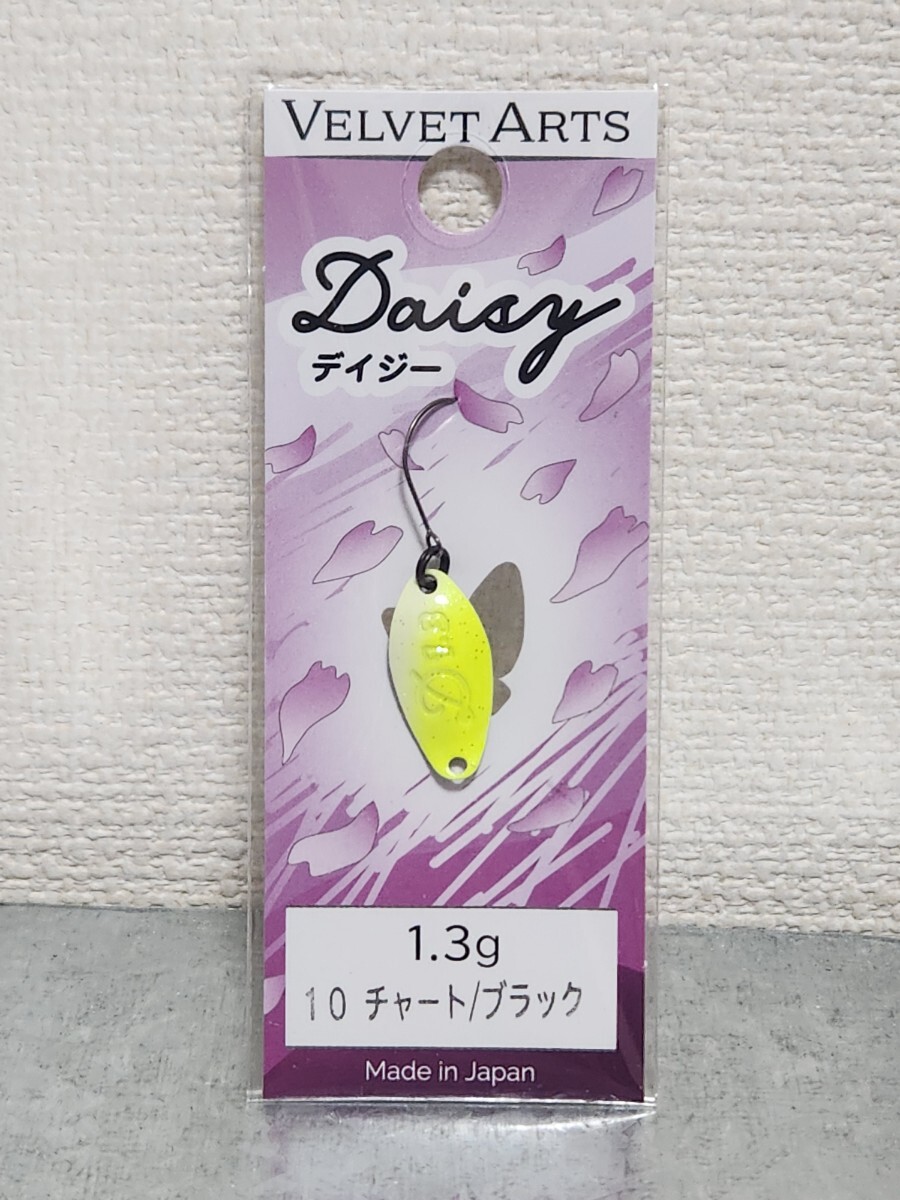 VELVET ARTS
Daisy
デイジー
1.3g
10 チャート/ブラック
Made in Japan